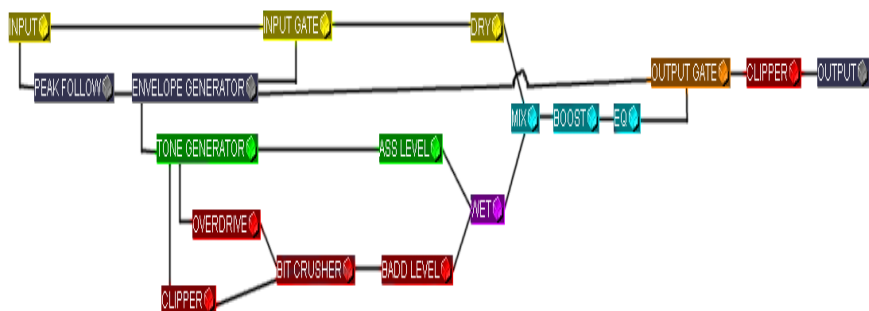 INPUT
INPUT GATE
DRY
PEAK FOLLOW
ENVELOPE GENERATOR
OUTPUT GATE
CLIPPER
OUTPUT
MIX
BOOST
EQ
TONE GENERATOR
ASS LEVEL
WET
OVERDRIVE
BIT CRUSHER
BADD LEVEL
CLIPPER